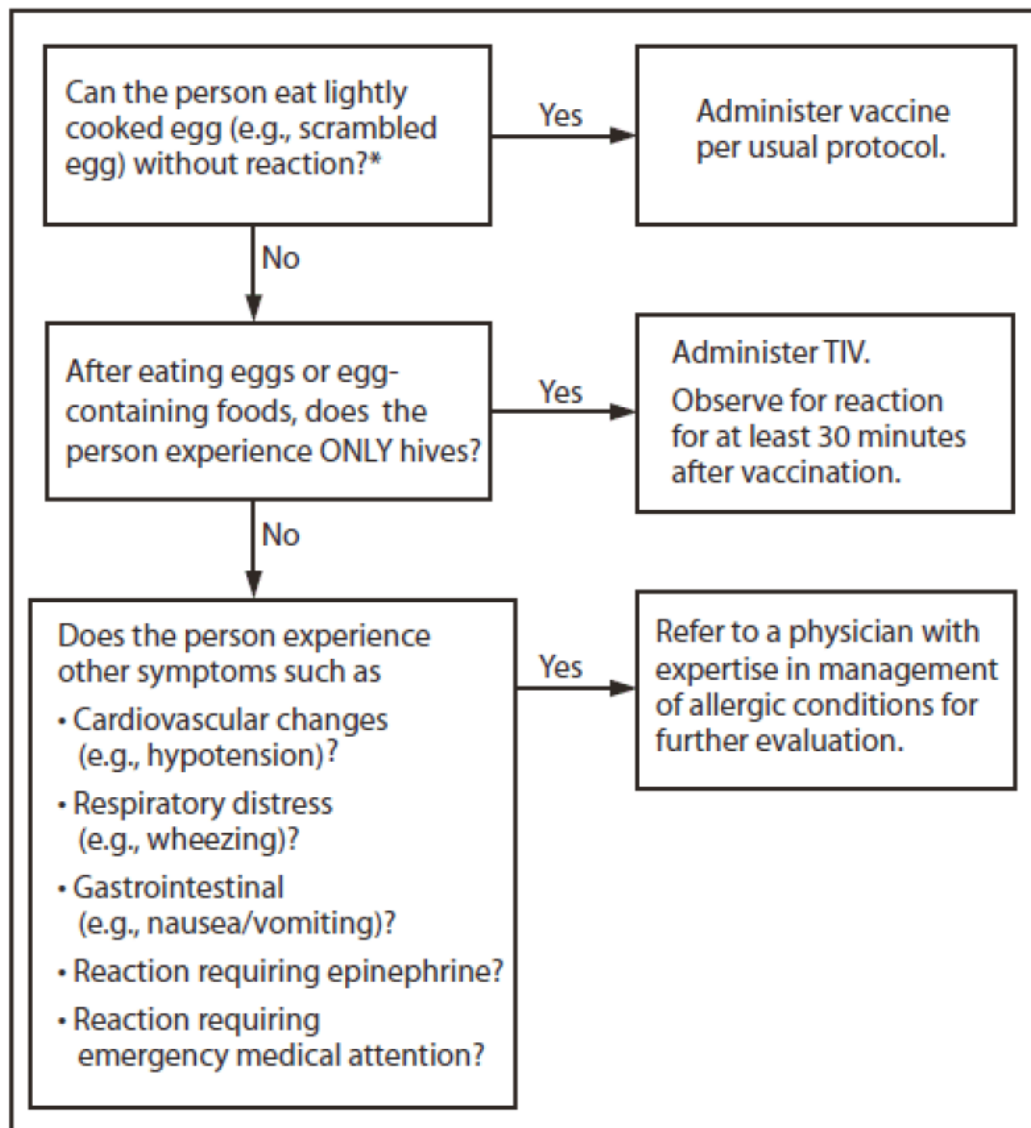 Can the person eat lightly
cooked egg (e.g., scrambled
egg) without reaction?*
Yes
Administer vaccine
per usual protocol.
No
After eating eggs or egg-
containing foods, does the
person experience ONLY hives?
Yes
Administer TIV.
Observe for reaction
for at least 30 minutes
after vaccination.
No
Does the person experience
other symptoms such as
• Cardiovascular changes
(e.g., hypotension)?
• Respiratory distress
(e.g., wheezing)?
• Gastrointestinal
(e.g., nausea/vomiting)?
• Reaction requiring epinephrine?
• Reaction requiring
emergency medical attention?
Yes
Refer to a physician with
expertise in management
of allergic conditions for
further evaluation.